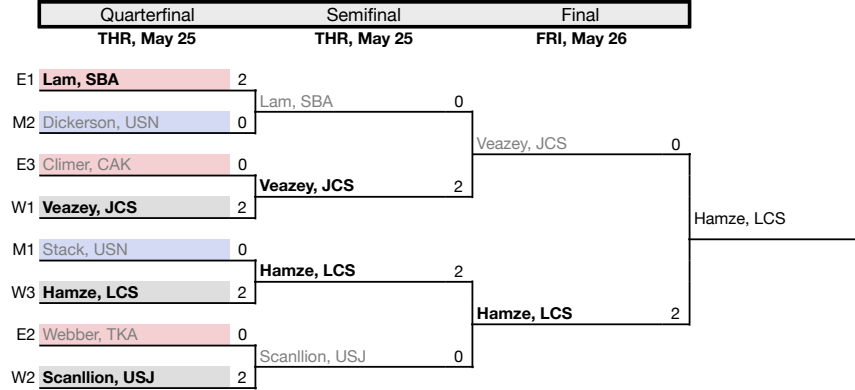 Quarterfinal Semifinal Final
THR, May 25 THR, May 25 FRI, May 26
E1 Lam, SBA 2
Lam, SBA 0
M2 Dickerson, USN 0
Veazey, JCS 0
E3 Climer, CAK 0
Veazey, JCS 2
W1 Veazey, JCS 2
Hamze, LCS
M1 Stack, USN 0
Hamze, LCS 2
W3 Hamze, LCS 2
Hamze, LCS 2
E2 Webber, TKA 0
Scanllion, USJ 0
W2 Scanllion, USJ 2